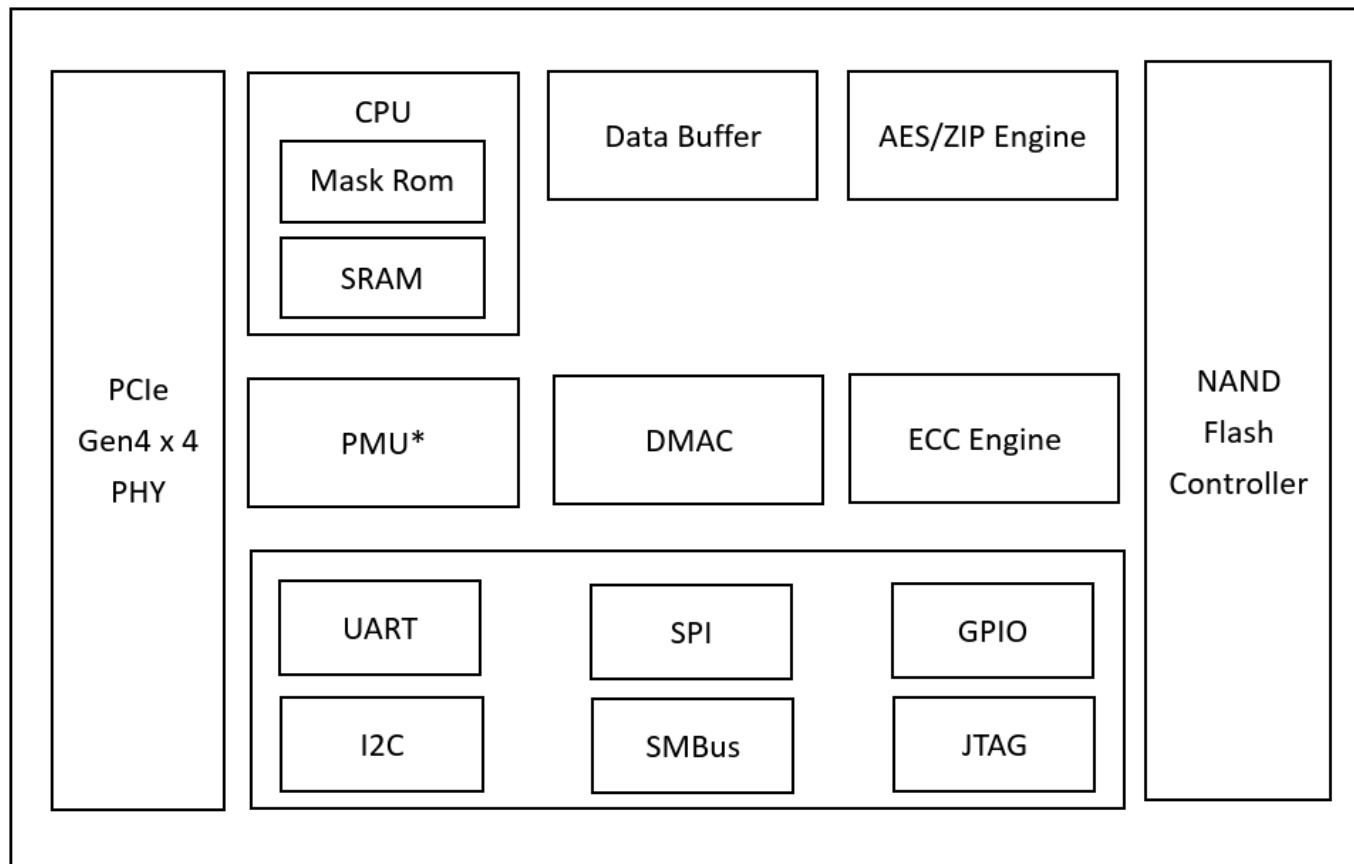 CPU
Mask Rom
SRAM
Data Buffer
AES/ZIP Engine
PCIe
Gen4 x 4
PHY
PMU*
DMAC
ECC Engine
NAND
Flash
Controller
UART
SPI
GPIO
I2C
SMBus
JTAG